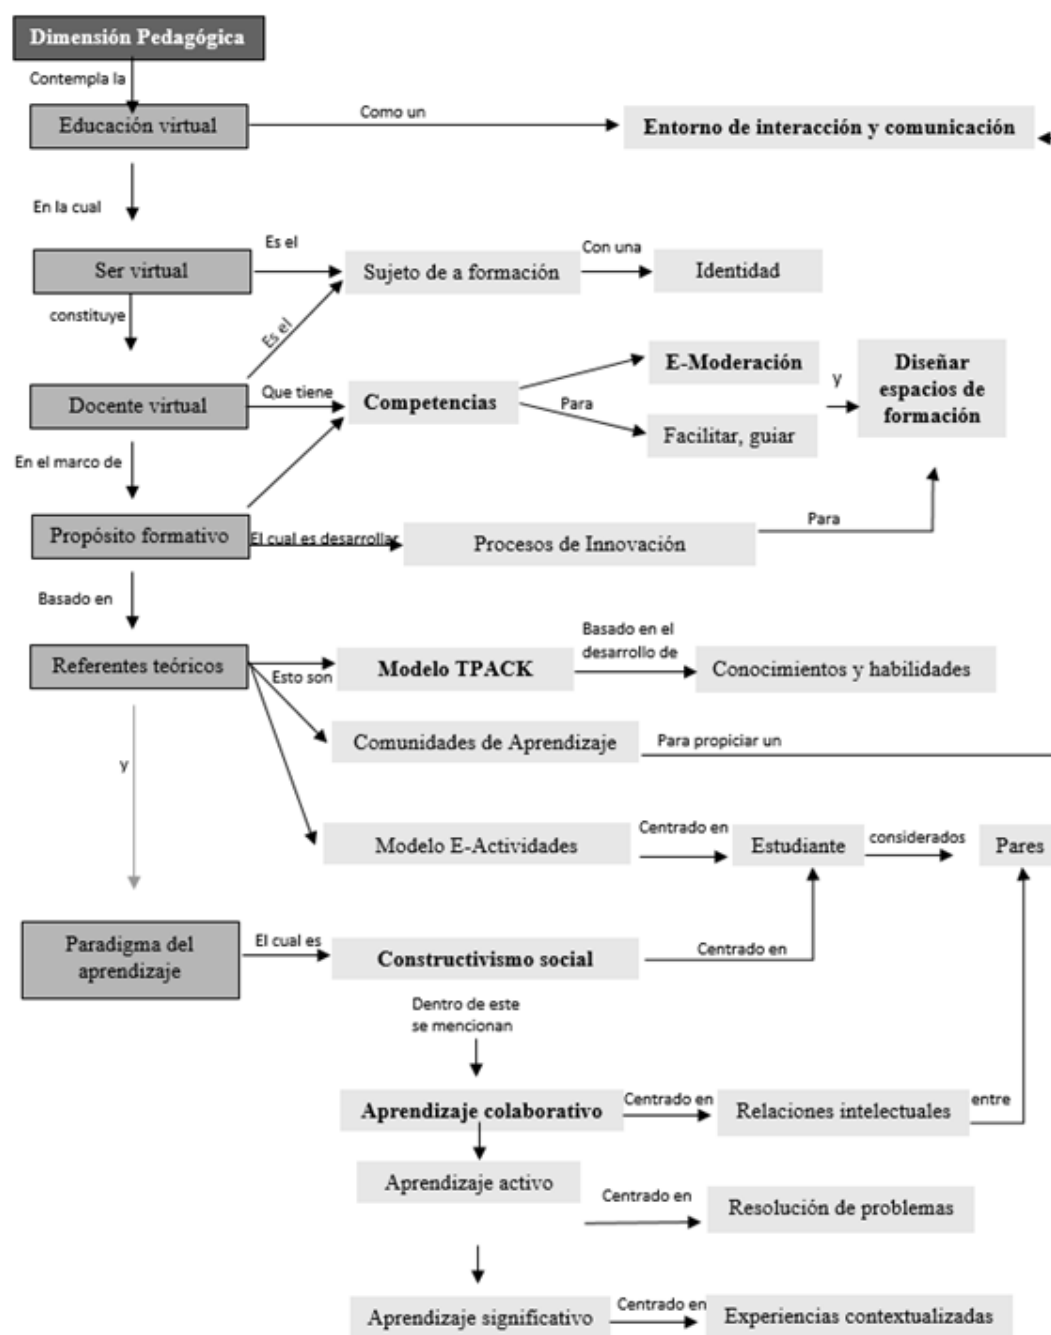 Dimensión Pedagógica
Contempla la
Educación virtual
Como un
Entorno de interacción y comunicación
En la cual
Ser virtual
Es el
Sujeto de a formación
Con una
Identidad
constituye
Es el
Docente virtual
Que tiene
Competencias
E-Moderación
Para
Facilitar, guiar
y
Diseñar
espacios de
formación
En el marco de
Propósito formativo
El cual es desarrollar
Procesos de Innovación
Para
Basado en
Referentes teóricos
Esto son
Modelo TPACK
Basado en el
desarrollo de
Conocimientos y habilidades
Comunidades de Aprendizaje
Para propiciar un
y
Modelo E-Actividades
Centrado en
Estudiante
considerados
Pares
Paradigma del
aprendizaje
El cual es
Constructivismo social
Centrado en
Dentro de este
se mencionan
Aprendizaje colaborativo
Centrado en
Relaciones intelectuales
entre
Aprendizaje activo
Centrado en
Resolución de problemas
Aprendizaje significativo
Centrado en
Experiencias contextualizadas